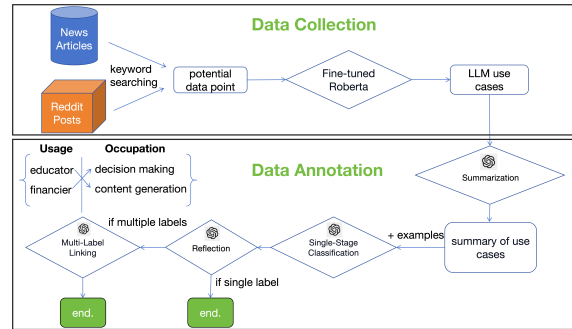 Data Collection
News
Articles
keyword
searching
Reddit
Posts
potential
data point
Fine-tuned
Roberta
LLM use
cases
Data Annotation
Usage
Occupation
educator
decision making
financier
content generation
Summarization
if multiple labels
+ examples
summary of use
cases
Multi-Label
Linking
Reflection
Single-Stage
Classification
if single label
end.
end.